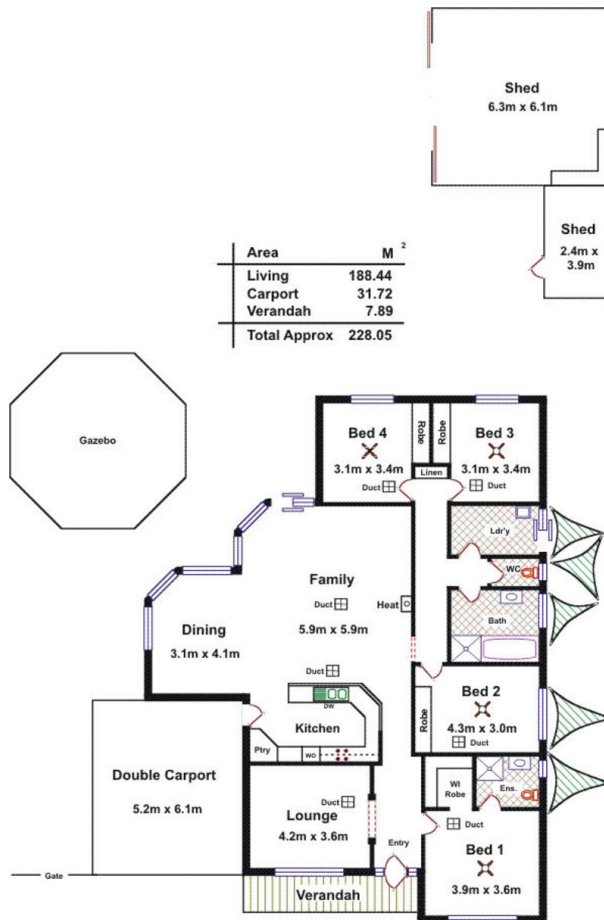 Shed
6.3m x 6.1m
Shed
2.4m x
3.9m
Area M²
Living 188.44
Carport 31.72
Verandah 7.89
Total Approx 228.05
Gazebo
Bed 4
3.1m x 3.4m
Duct
Robe
Robe
Bed 3
3.1m x 3.4m
Duct
Linen
Ldr'y
WC
Bath
Family
Duct
Heat
5.9m x 5.9m
Dining
3.1m x 4.1m
Duct
DW
Kitchen
Ptry
WO
Robe
Bed 2
4.3m x 3.0m
Duct
Double Carport
5.2m x 6.1m
Duct
Lounge
4.2m x 3.6m
WI
Robe
Ens.
Duct
Entry
Bed 1
3.9m x 3.6m
Gate
Verandah